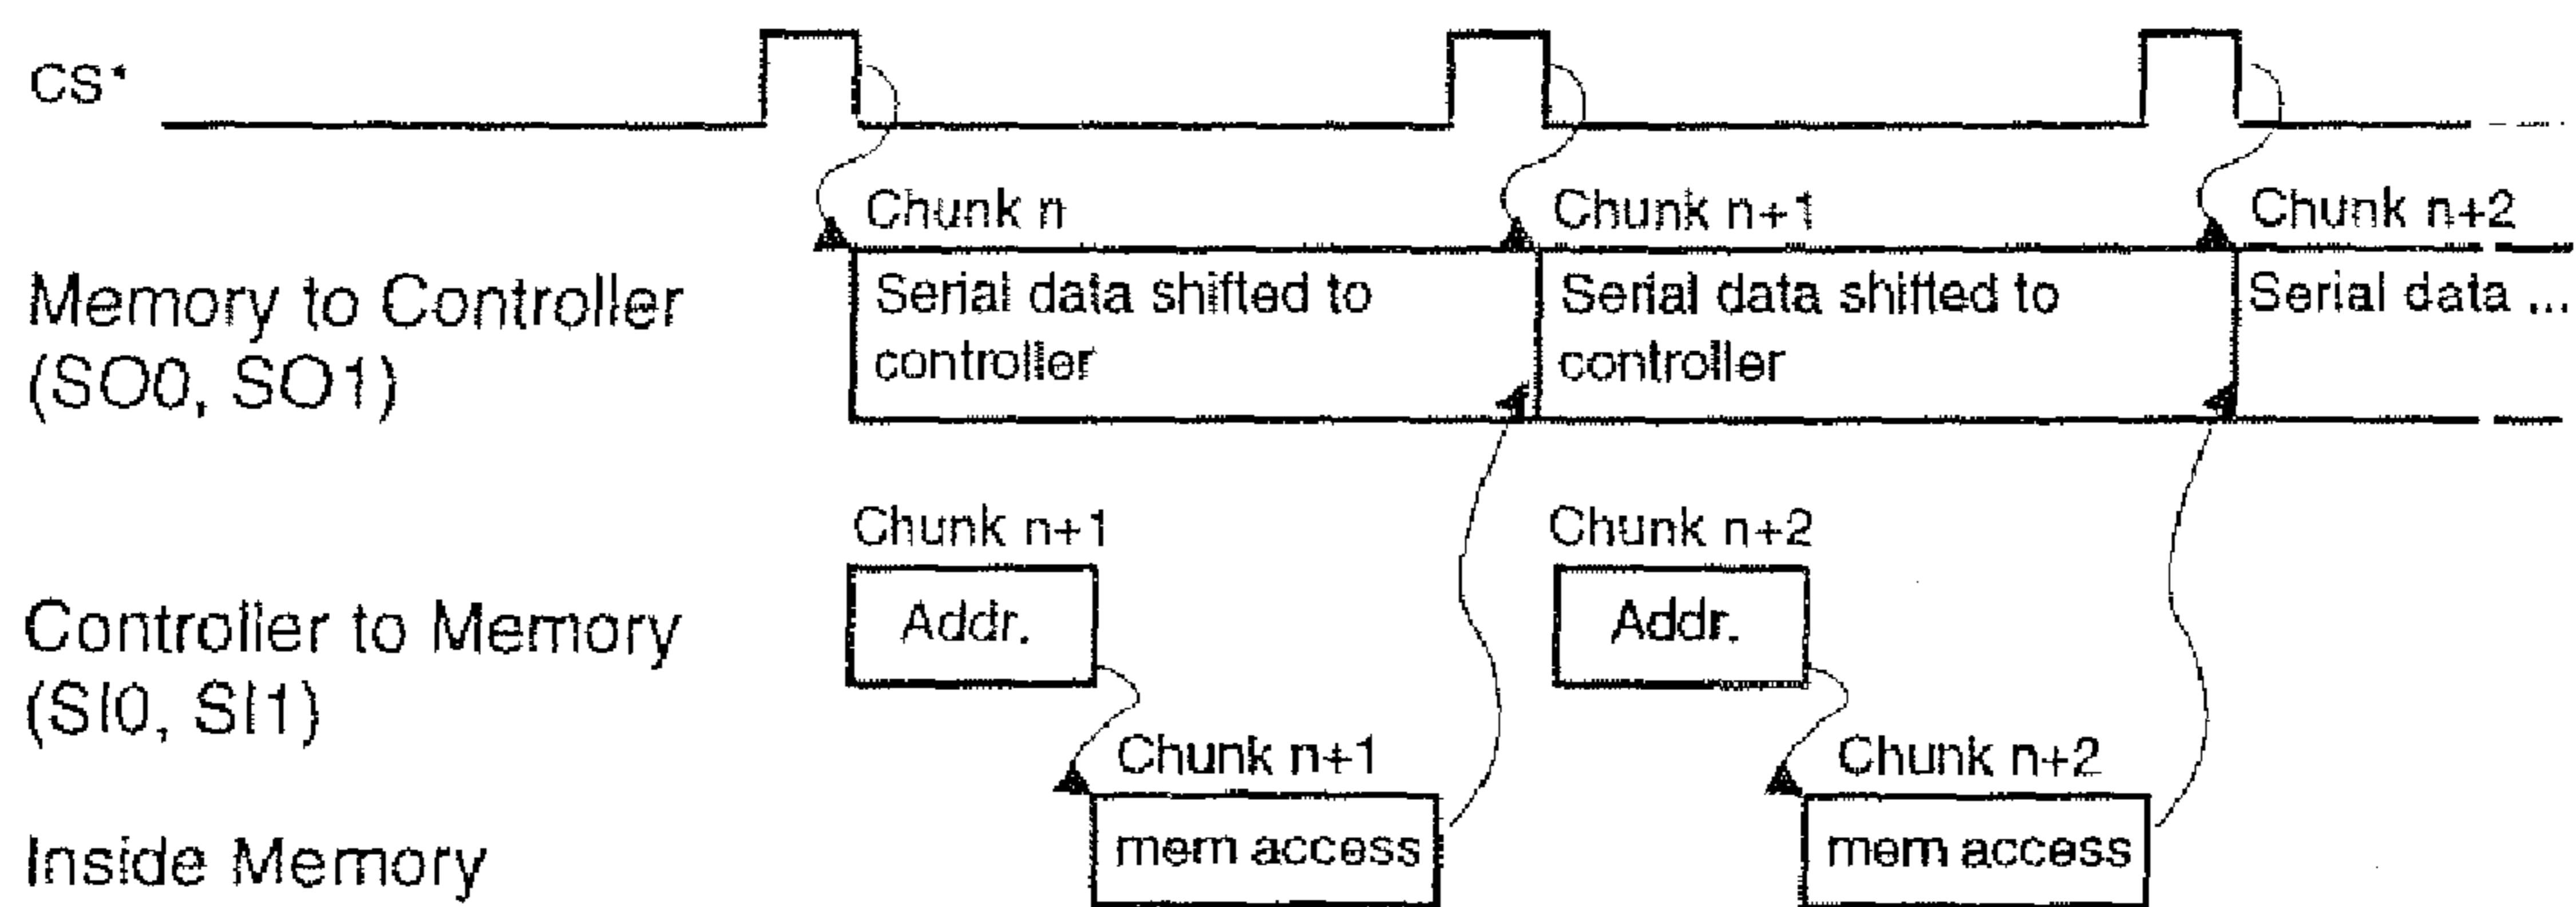 CS*
Chunk n
Chunk n+1
Chunk n+2
Memory to Controller
(SO0, SO1)
Serial data shifted to
controller
Serial data shifted to
controller
Serial data ...
Chunk n+1
Chunk n+2
Controller to Memory
(SI0, SI1)
Addr.
Addr.
Chunk n+1
Chunk n+2
Inside Memory
mem access
mem access